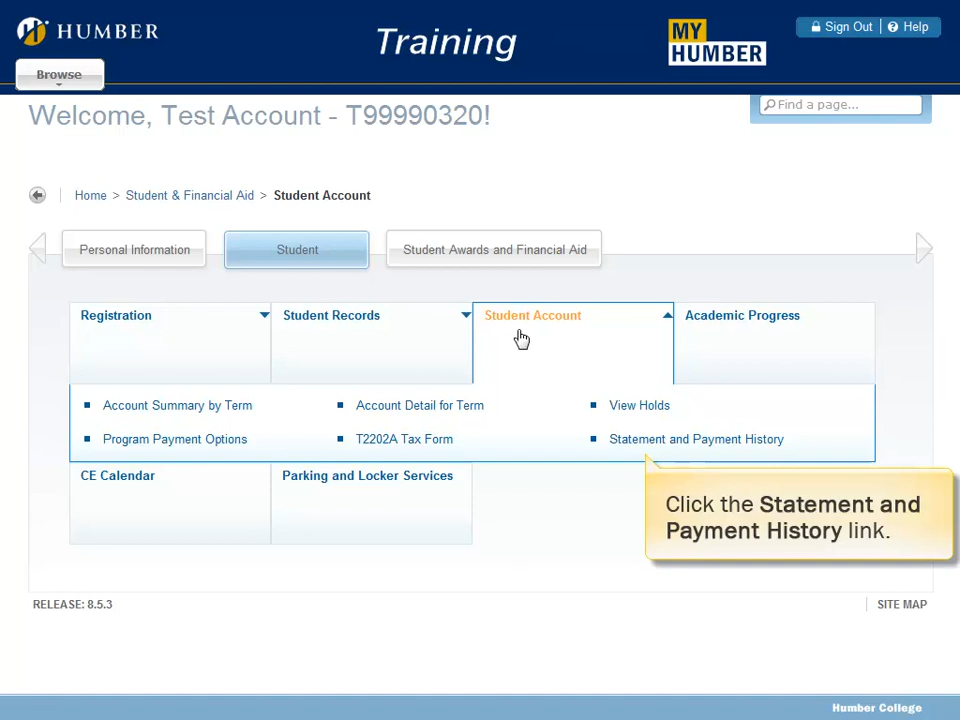 HUMBER
Training
MY
HUMBER
Sign Out | Help
Browse
Welcome, Test Account - T99990320!
Find a page...
Home > Student & Financial Aid > Student Account
Personal Information
Student
Student Awards and Financial Aid
Registration
Student Records
Student Account
Academic Progress
Account Summary by Term
Account Detail for Term
View Holds
Program Payment Options
T2202A Tax Form
Statement and Payment History
CE Calendar
Parking and Locker Services
Click the Statement and
Payment History link.
RELEASE: 8.5.3
SITE MAP
Humber College